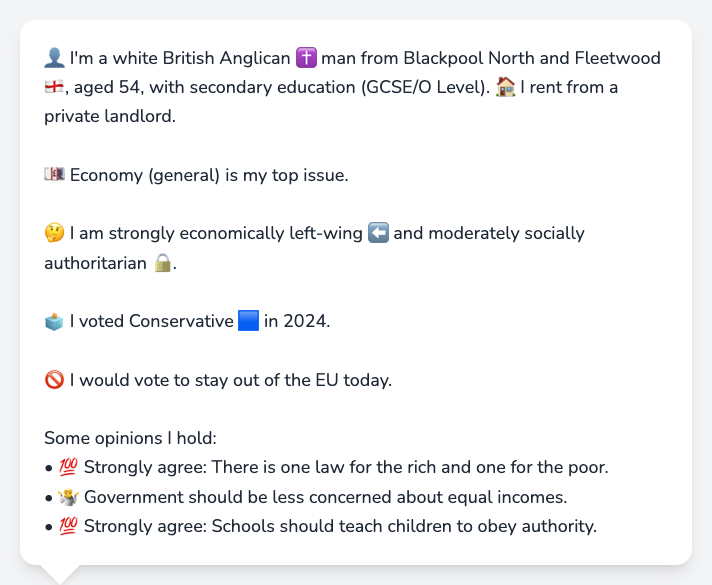 👤 I'm a white British Anglican ✝️ man from Blackpool North and Fleetwood
🏴󠁧󠁢󠁥󠁮󠁧󠁿, aged 54, with secondary education (GCSE/O Level). 🏠 I rent from a
private landlord.
💷 Economy (general) is my top issue.
🤔 I am strongly economically left-wing ⬅️ and moderately socially
authoritarian 🔒.
🗳️ I voted Conservative 🟦 in 2024.
🚫 I would vote to stay out of the EU today.
Some opinions I hold:
• 💯 Strongly agree: There is one law for the rich and one for the poor.
• 🤷 Government should be less concerned about equal incomes.
• 💯 Strongly agree: Schools should teach children to obey authority.